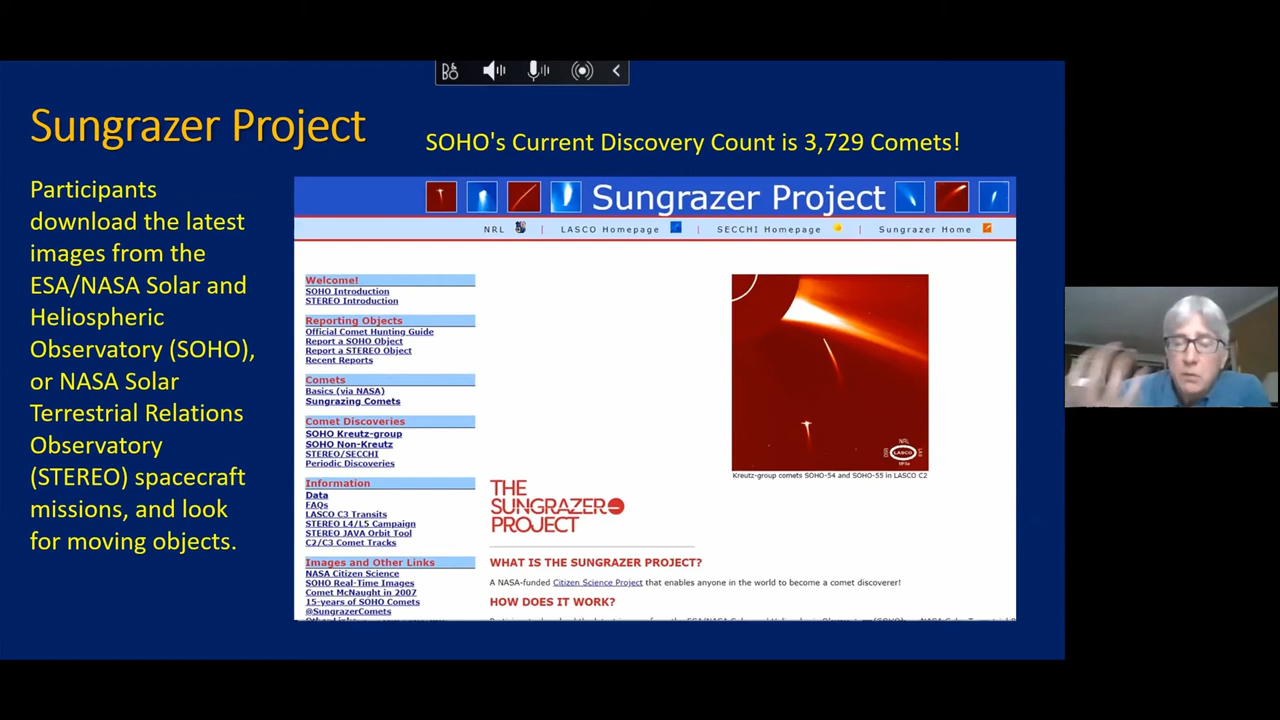 B&O
Sungrazer Project
SOHO's Current Discovery Count is 3,729 Comets!
Participants
download the latest
images from the
ESA/NASA Solar and
Heliospheric
Observatory (SOHO),
or NASA Solar
Terrestrial Relations
Observatory
(STEREO) spacecraft
missions, and look
for moving objects.
Sungrazer Project
NRL | LASCO Homepage | SECCHI Homepage | Sungrazer Home
Welcome!
SOHO Introduction
STEREO Introduction
Reporting Objects
Official Comet Hunting Guide
Report a SOHO Object
Report a STEREO Object
Recent Reports
Comets
Basics (via NASA)
Sungrazing Comets
Comet Discoveries
SOHO Kreutz-group
SOHO Non-Kreutz
STEREO/SECCHI
Periodic Discoveries
Information
Data
FAQs
LASCO C3 Transits
STEREO L4/L5 Campaign
STEREO JAVA Orbit Tool
C2/C3 Comet Tracks
Images and Other Links
NASA Citizen Science
SOHO Real-Time Images
Comet McNaught in 2007
15-years of SOHO Comets
@SungrazerComets
NRL
LASCO
Kreutz-group comets SOHO-54 and SOHO-55 in LASCO C2
THE
SUNGRAZER
PROJECT
WHAT IS THE SUNGRAZER PROJECT?
A NASA-funded Citizen Science Project that enables anyone in the world to become a comet discoverer!
HOW DOES IT WORK?